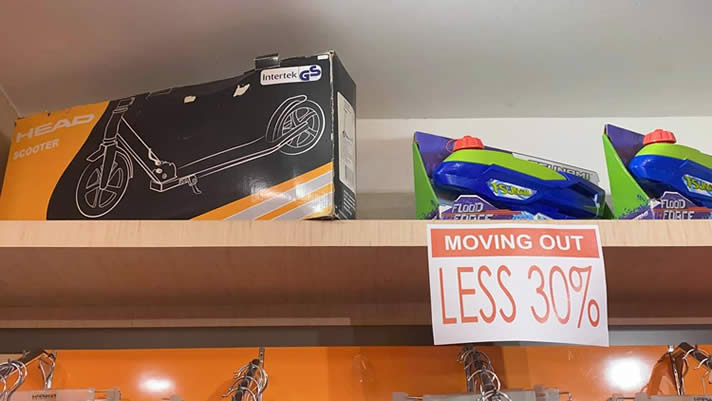 HEAD
SCOOTER
Intertek GS
TSUNAMI
FLOOD
FORCE
FLOOD
FORCE
MOVING OUT
LESS 30%